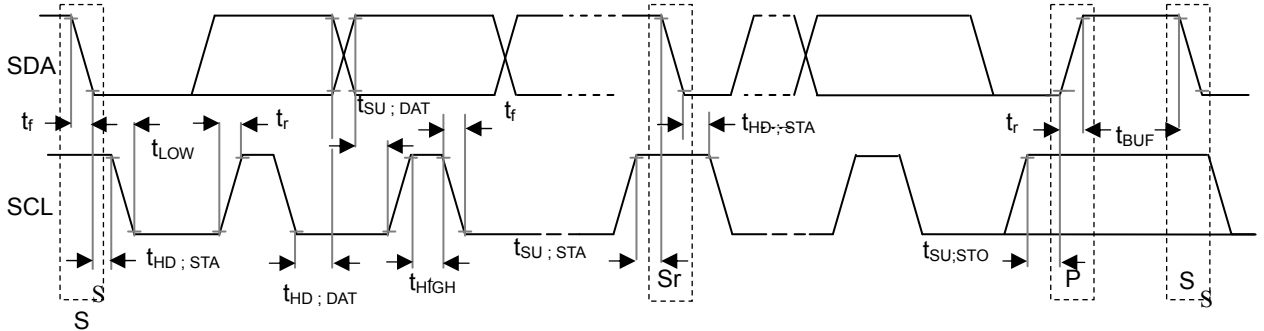 SDA
t_SU ; DAT
t_f
t_r
t_f
t_HD ; STA
t_r
t_LOW
t_BUF
SCL
t_HD ; STA
t_SU ; STA
t_SU;STO
t_HD ; DAT
t_HIGH
Sr
P
S
S
S
S